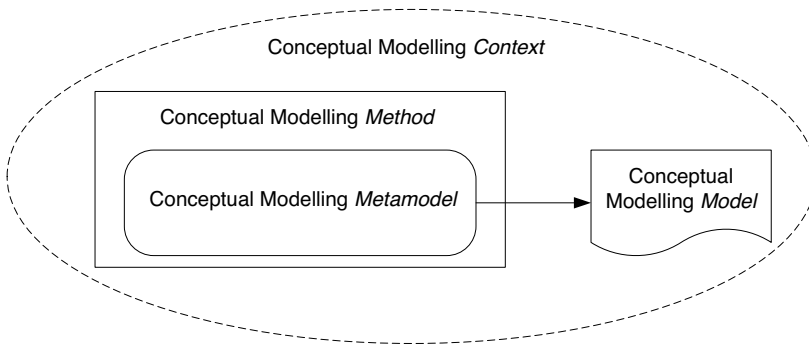 Conceptual Modelling Context
Conceptual Modelling Method
Conceptual Modelling Metamodel
Conceptual
Modelling Model